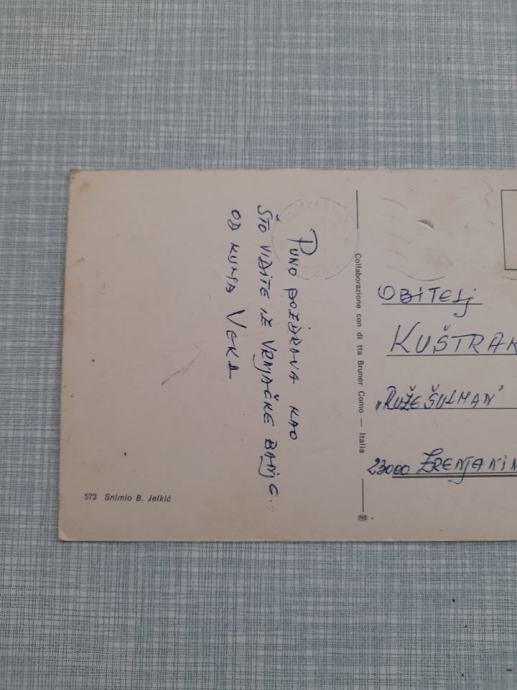 Puno pozdrava kao
što vidite iz Vrnjačke Banje
od kuma Veka
Collaborazione con di tta Bruner Como — Italia
Obitelj
Kuštrak
„Ruže Šulman"
23000 Zrenjanin
573 Snimio B. Jelkić